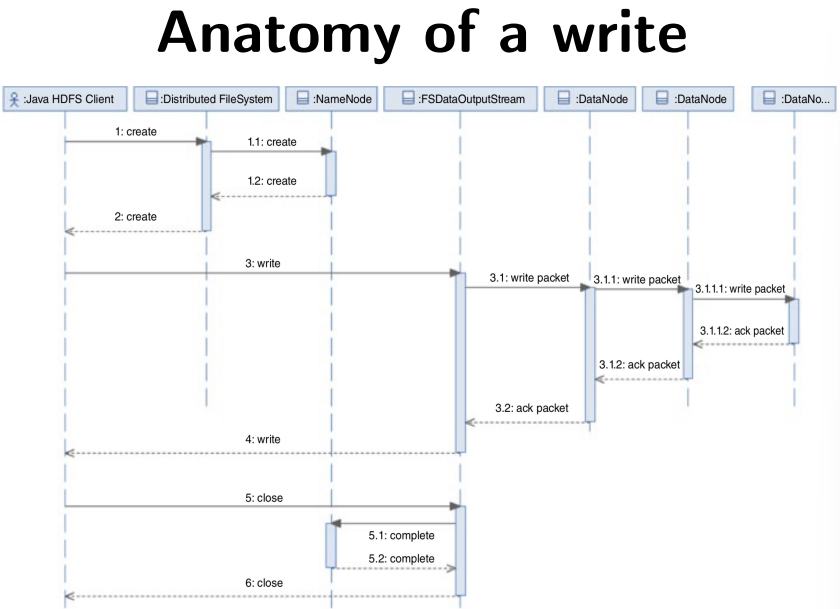 Anatomy of a write
:Java HDFS Client :Distributed FileSystem :NameNode :FSDataOutputStream :DataNode :DataNode :DataNo...
1: create
1.1: create
1.2: create
2: create
3: write
3.1: write packet
3.1.1: write packet
3.1.1.1: write packet
3.1.1.2: ack packet
3.1.2: ack packet
3.2: ack packet
4: write
5: close
5.1: complete
5.2: complete
6: close